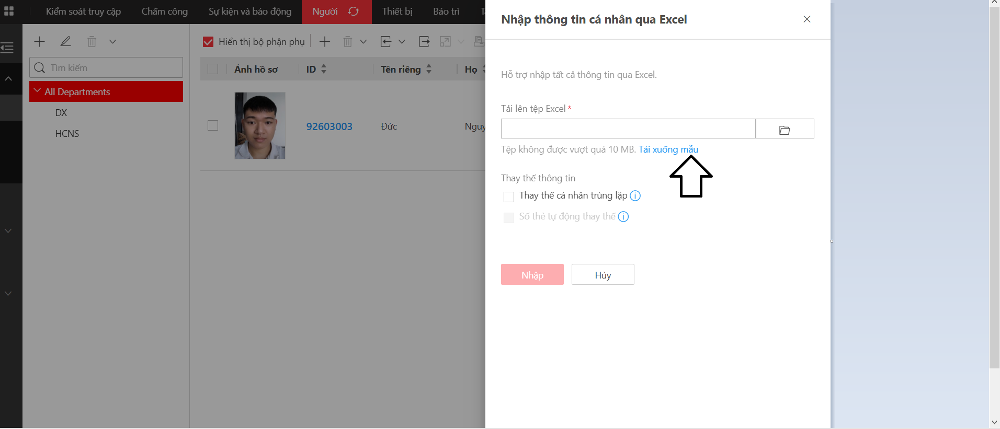 Kiểm soát truy cập Chấm công Sự kiện và báo động Người Thiết bị Bảo trì
Nhập thông tin cá nhân qua Excel
Hiển thị bộ phận phụ
Tìm kiếm
All Departments
DX
HCNS
Ảnh hồ sơ ID Tên riêng Họ
92603003 Đức Nguy
Hỗ trợ nhập tất cả thông tin qua Excel.
Tải lên tệp Excel *
Tệp không được vượt quá 10 MB. Tải xuống mẫu
Thay thế thông tin
Thay thế cá nhân trùng lặp
Số thẻ tự động thay thế
Nhập Hủy